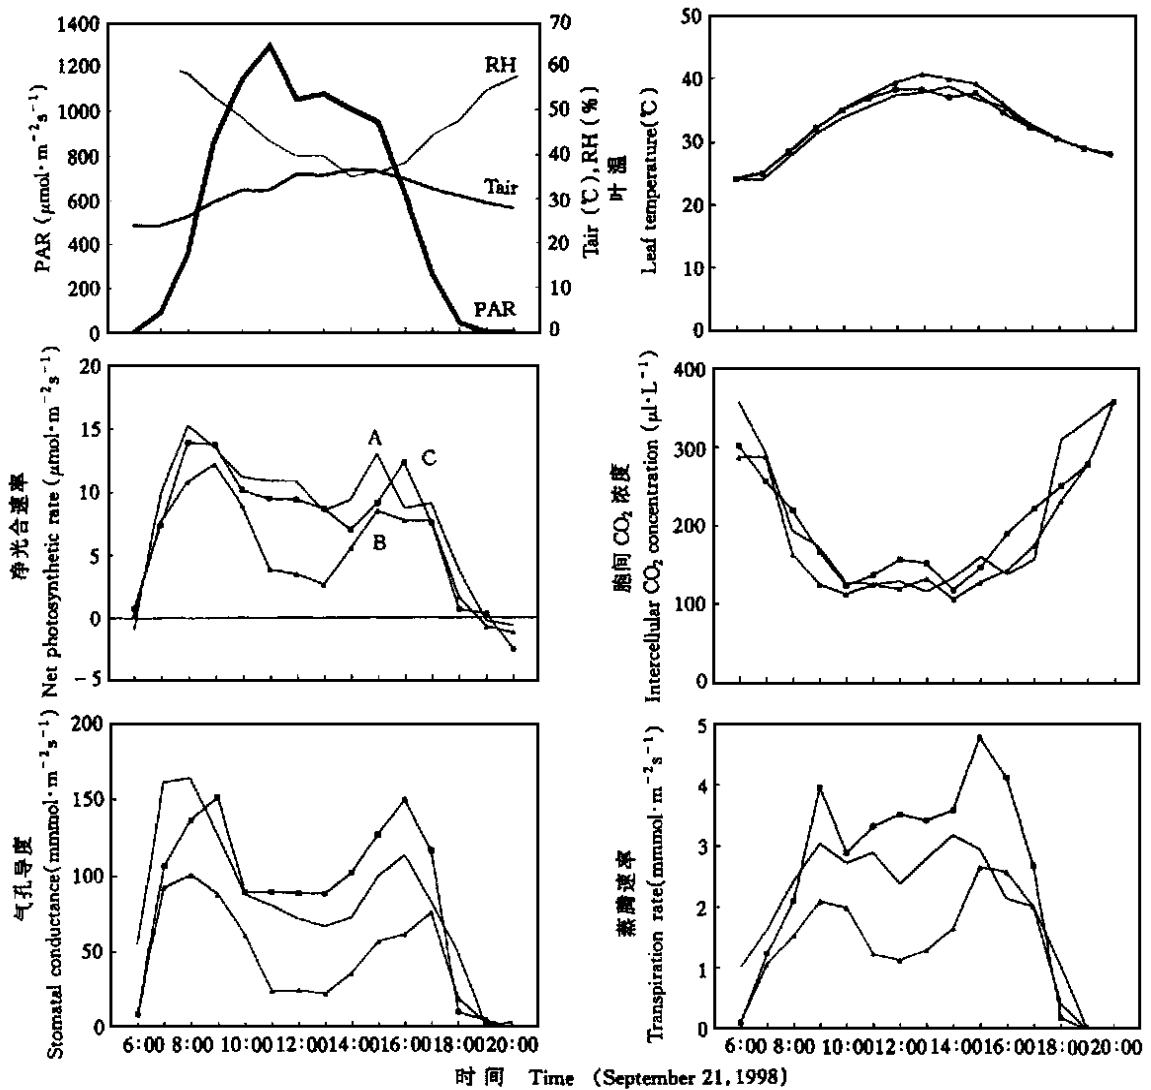 1400
1200
1000
800
600
400
200
0
PAR (μmol·m⁻²s⁻¹)
RH
Tair
PAR
70
60
50
40
30
20
10
0
Tair (℃), RH (%)
叶温
50
40
30
20
10
0
Leaf temperature(℃)
20
15
10
5
0
-5
净光合速率
Net photosynthetic rate (μmol·m⁻²s⁻¹)
A
C
B
400
300
200
100
0
胞间 CO₂ 浓度
Intercellular CO₂ concentration (μl·L⁻¹)
200
150
100
50
0
气孔导度
Stomatal conductance(mmmol·m⁻²s⁻¹)
6:00 8:00 10:00 12:00 14:00 16:00 18:00 20:00
5
4
3
2
1
0
蒸腾速率
Transpiration rate(mmmol·m⁻²s⁻¹)
6:00 8:00 10:00 12:00 14:00 16:00 18:00 20:00
时间 Time (September 21, 1998)